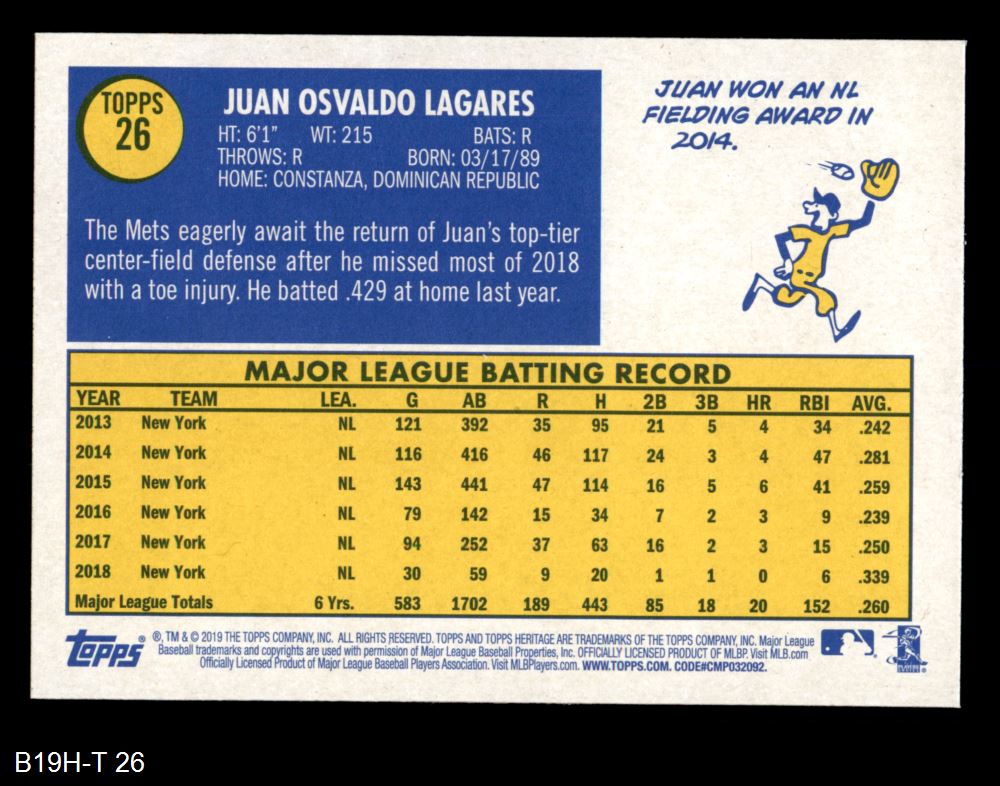 TOPPS
26
JUAN OSVALDO LAGARES
HT: 6'1" WT: 215 BATS: R
THROWS: R BORN: 03/17/89
HOME: CONSTANZA, DOMINICAN REPUBLIC
The Mets eagerly await the return of Juan's top-tier
center-field defense after he missed most of 2018
with a toe injury. He batted .429 at home last year.
JUAN WON AN NL
FIELDING AWARD IN
2014.
MAJOR LEAGUE BATTING RECORD
YEAR TEAM LEA. G AB R H 2B 3B HR RBI AVG.
2013 New York NL 121 392 35 95 21 5 4 34 .242
2014 New York NL 116 416 46 117 24 3 4 47 .281
2015 New York NL 143 441 47 114 16 5 6 41 .259
2016 New York NL 79 142 15 34 7 2 3 9 .239
2017 New York NL 94 252 37 63 16 2 3 15 .250
2018 New York NL 30 59 9 20 1 1 0 6 .339
Major League Totals 6 Yrs. 583 1702 189 443 85 18 20 152 .260
TOPPS ®
®, TM & © 2019 THE TOPPS COMPANY, INC. ALL RIGHTS RESERVED. TOPPS AND TOPPS HERITAGE ARE TRADEMARKS OF THE TOPPS COMPANY, INC. Major League
Baseball trademarks and copyrights are used with permission of Major League Baseball Properties, Inc. OFFICIALLY LICENSED PRODUCT OF MLBP. Visit MLB.com
Officially Licensed Product of Major League Baseball Players Association. Visit MLBPlayers.com. WWW.TOPPS.COM. CODE#CMP032092.
B19H-T 26